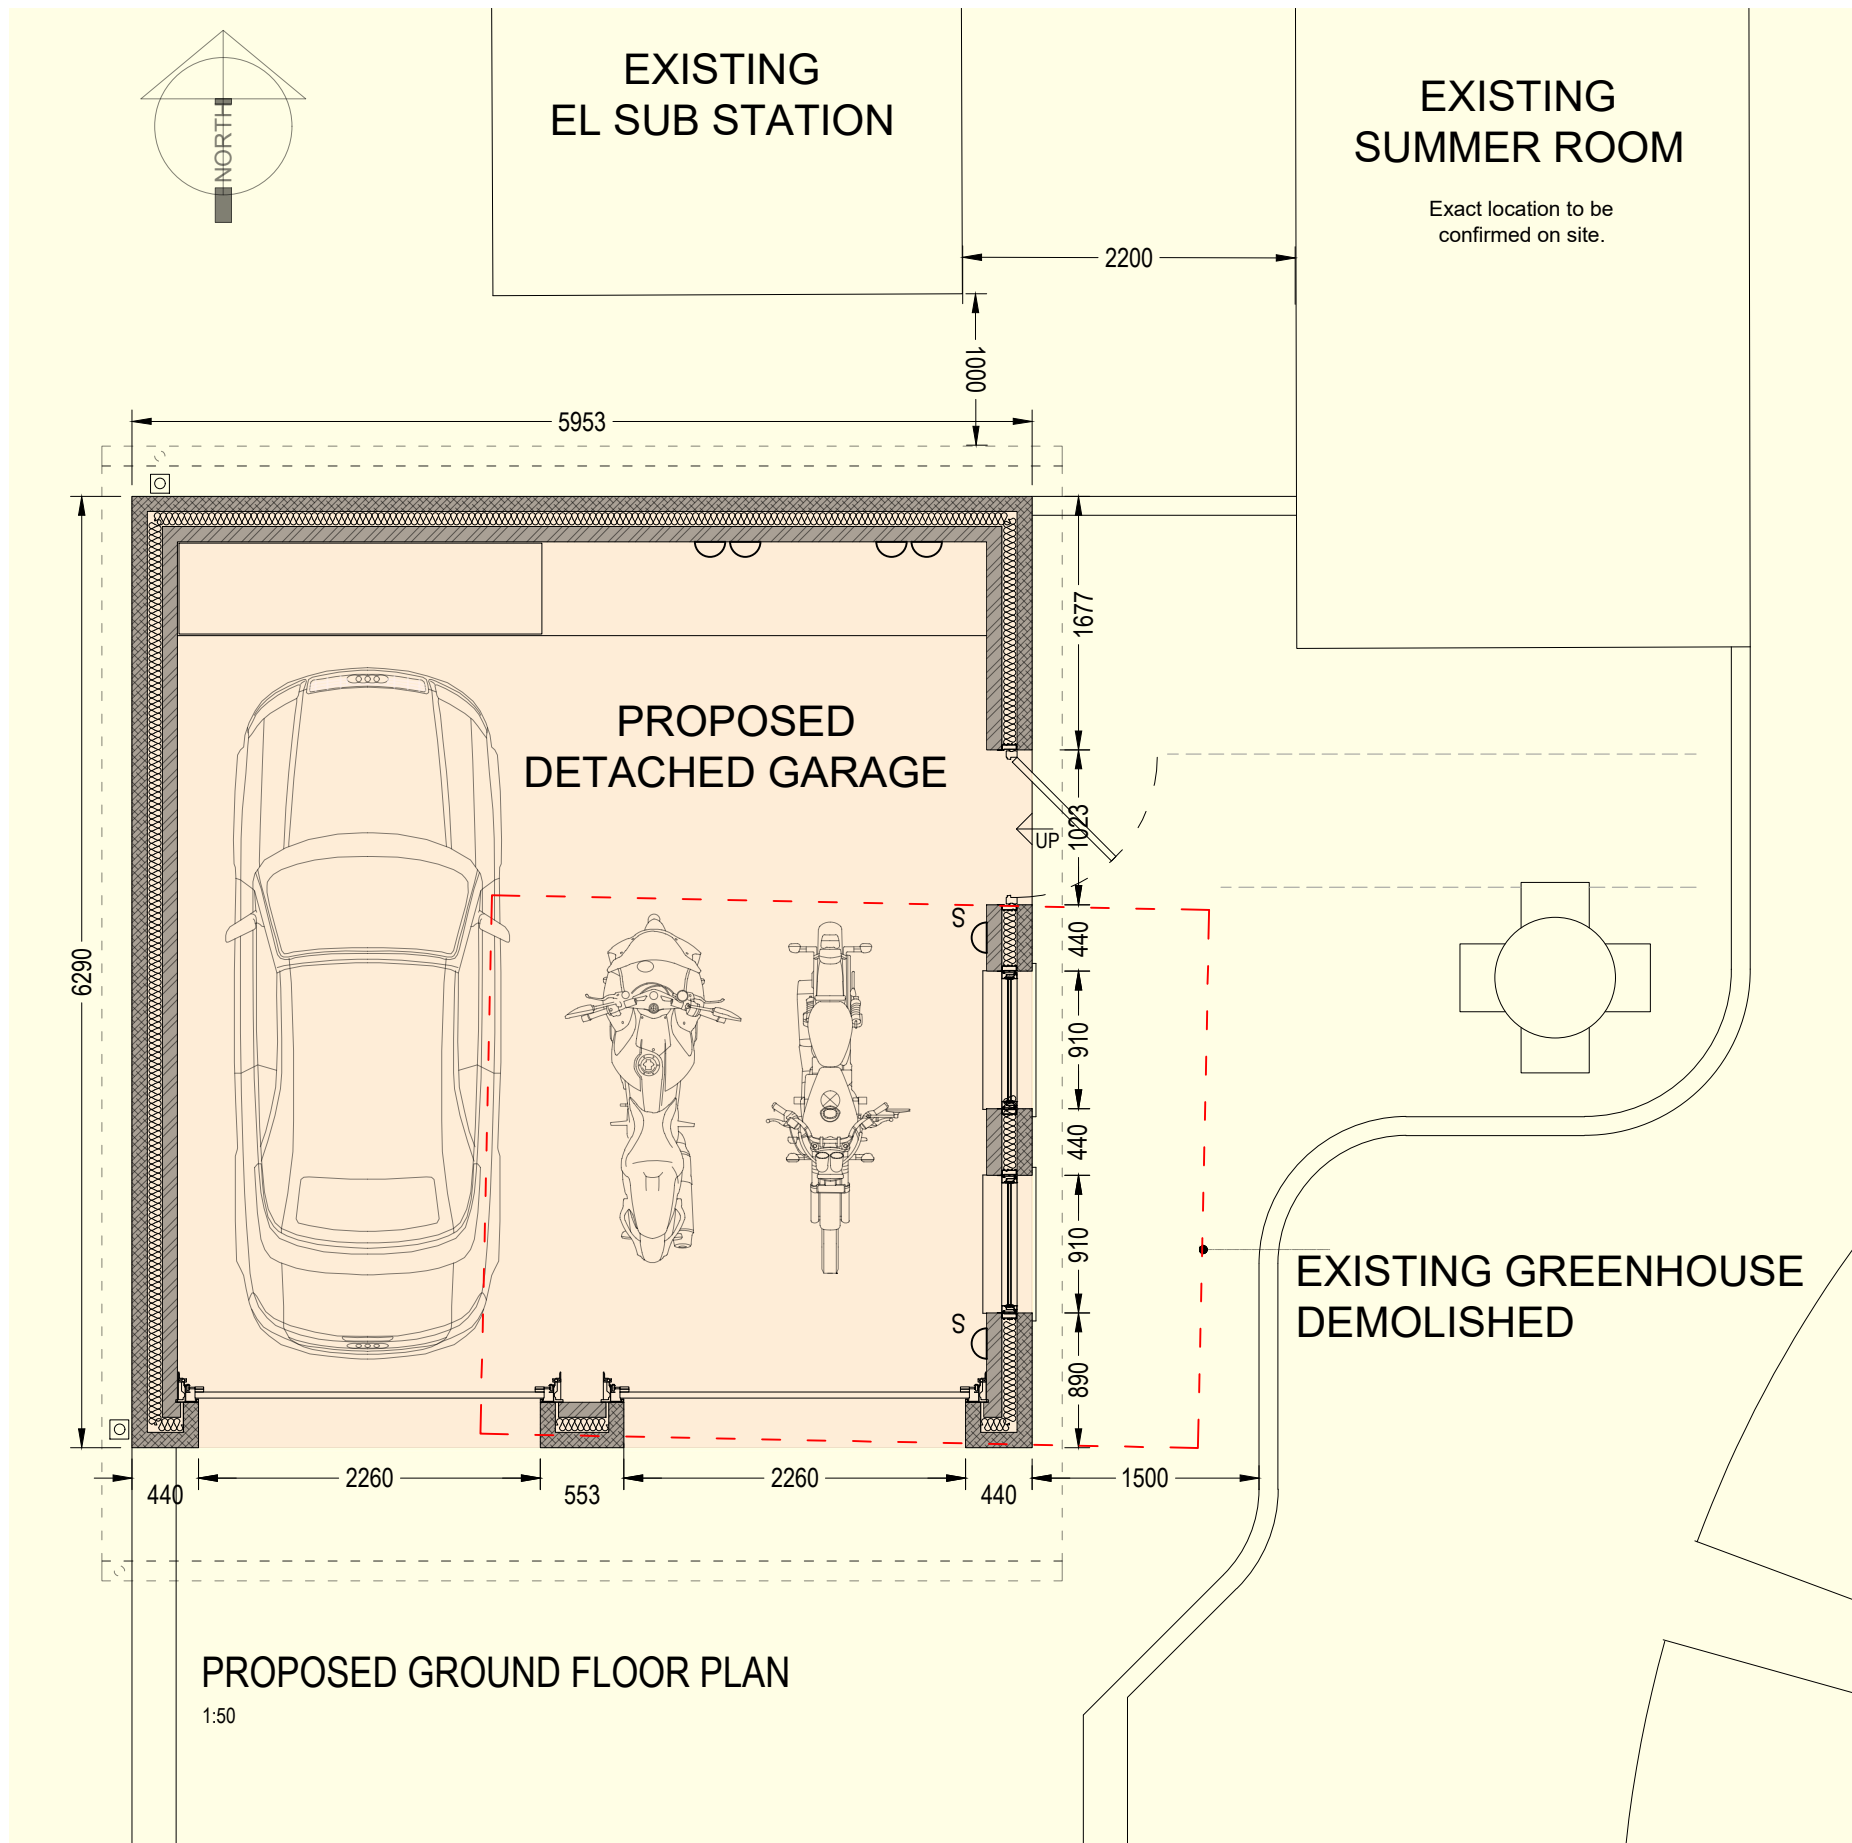 NORTH
EXISTING
EL SUB STATION
EXISTING
SUMMER ROOM
Exact location to be
confirmed on site.
2200
1000
5953
1677
PROPOSED
DETACHED GARAGE
1023
UP
S
440
6290
910
440
910
EXISTING GREENHOUSE
DEMOLISHED
S
890
440
2260
553
2260
440
1500
PROPOSED GROUND FLOOR PLAN
1:50